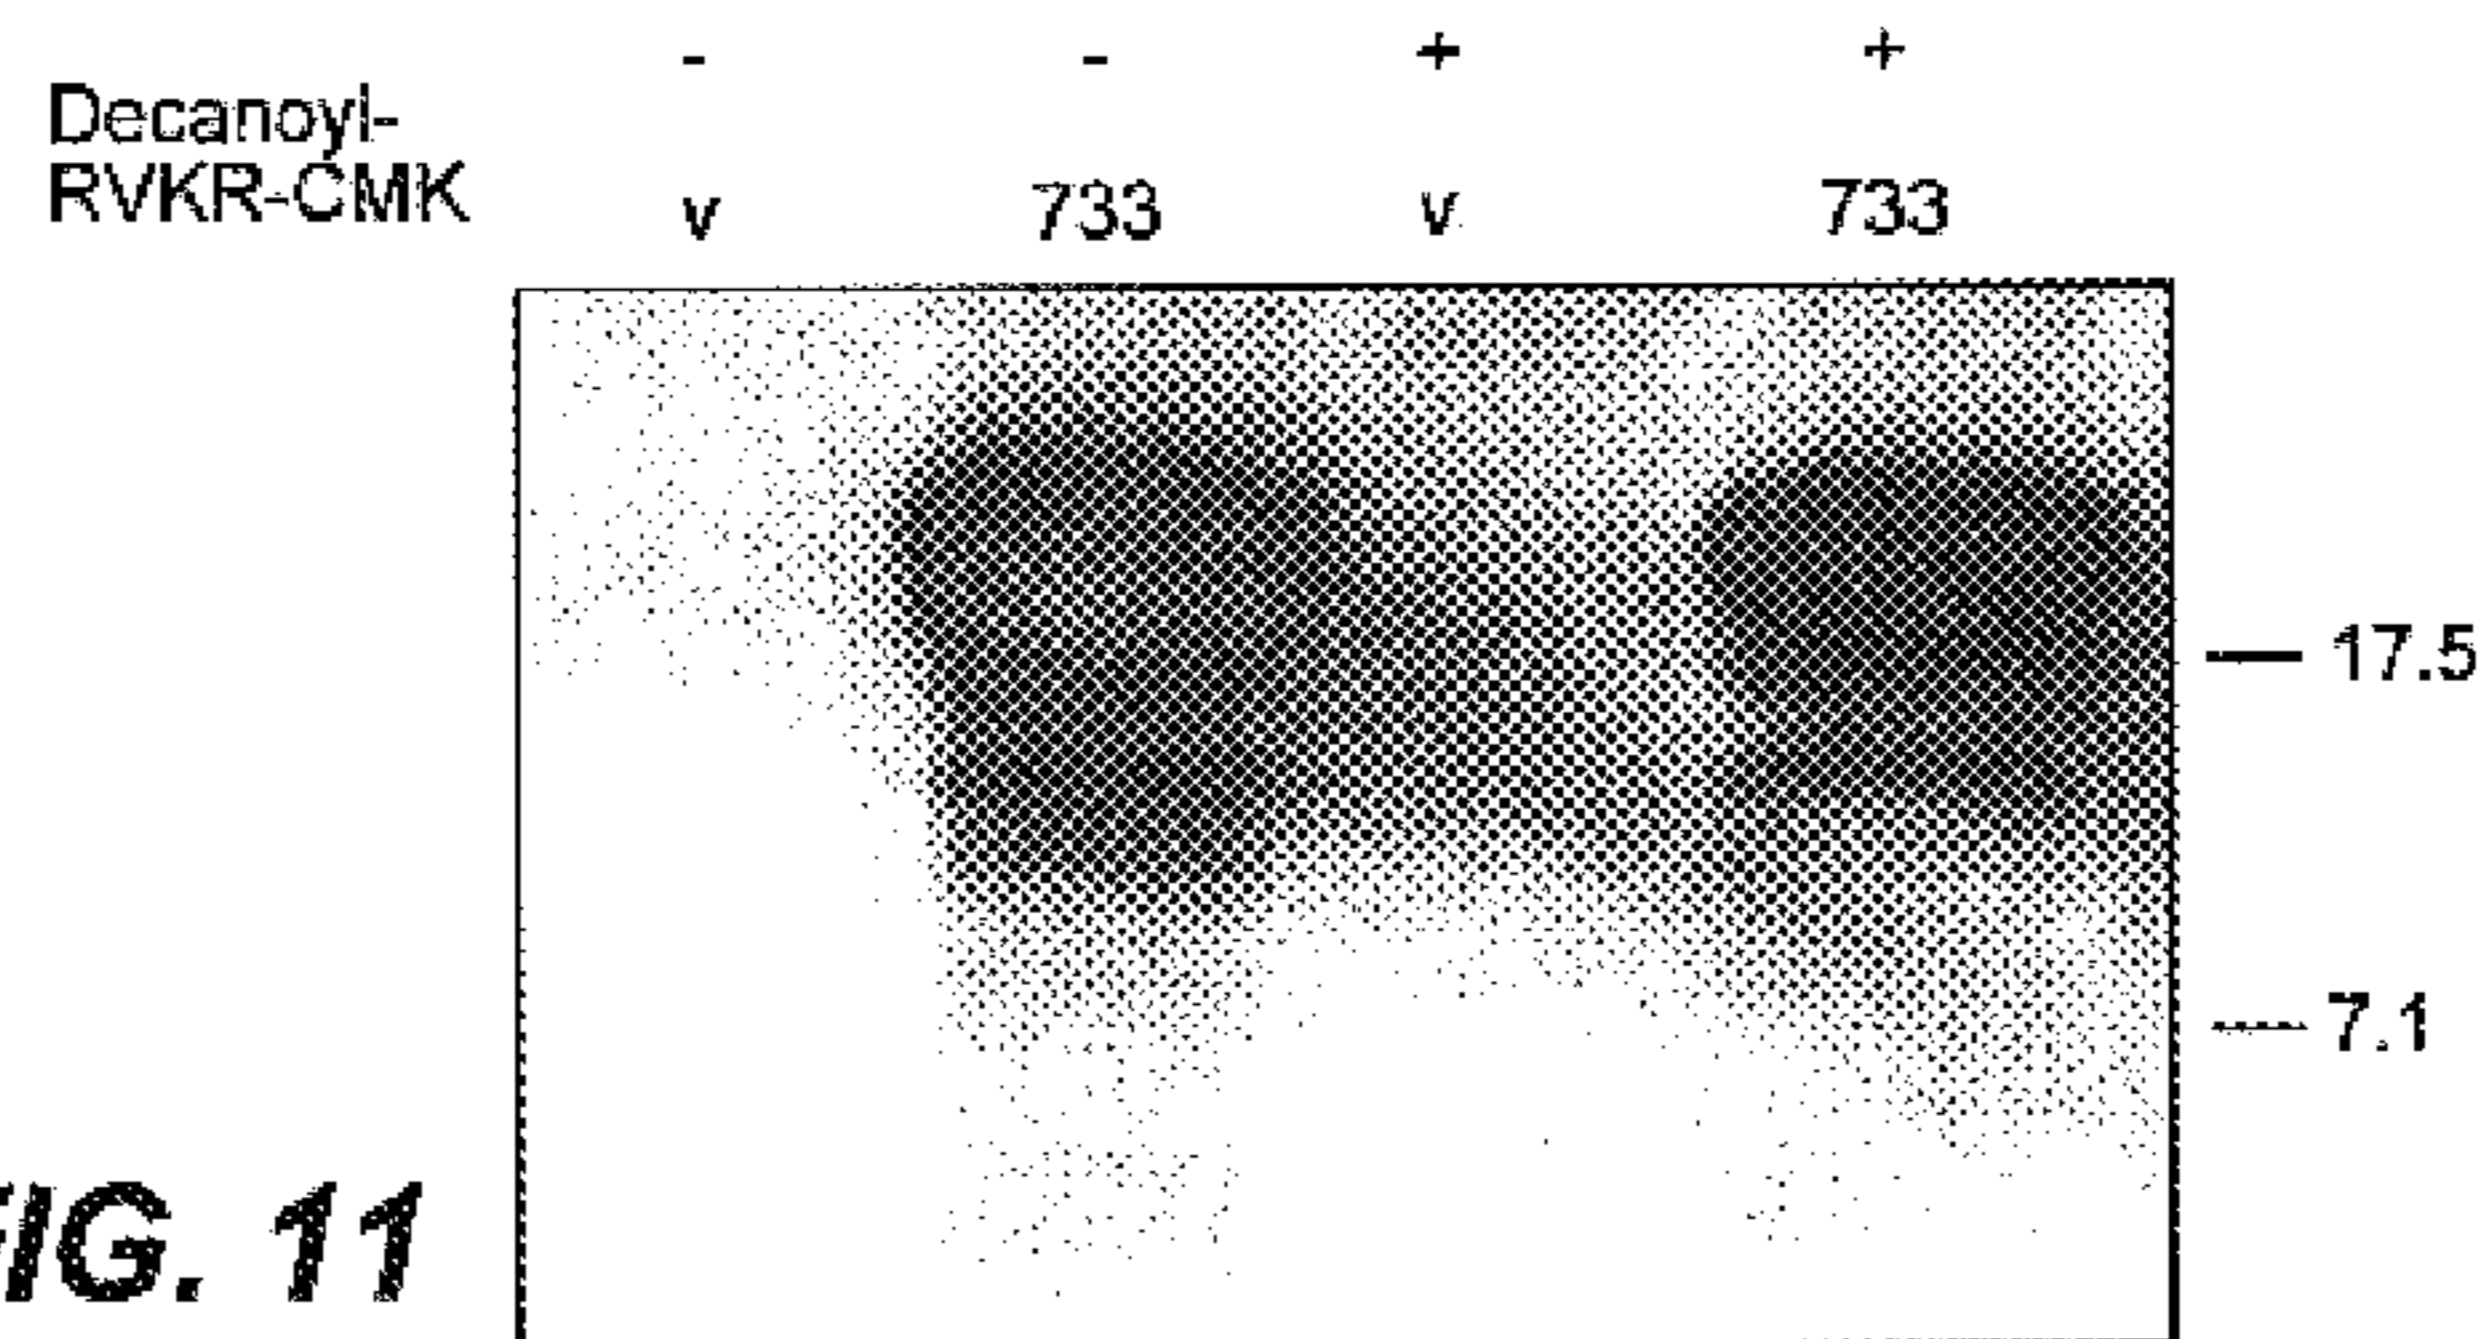 - - + +
Decanoyl-
RVKR-CMK v 733 v 733
17.5
7.1
FIG. 11